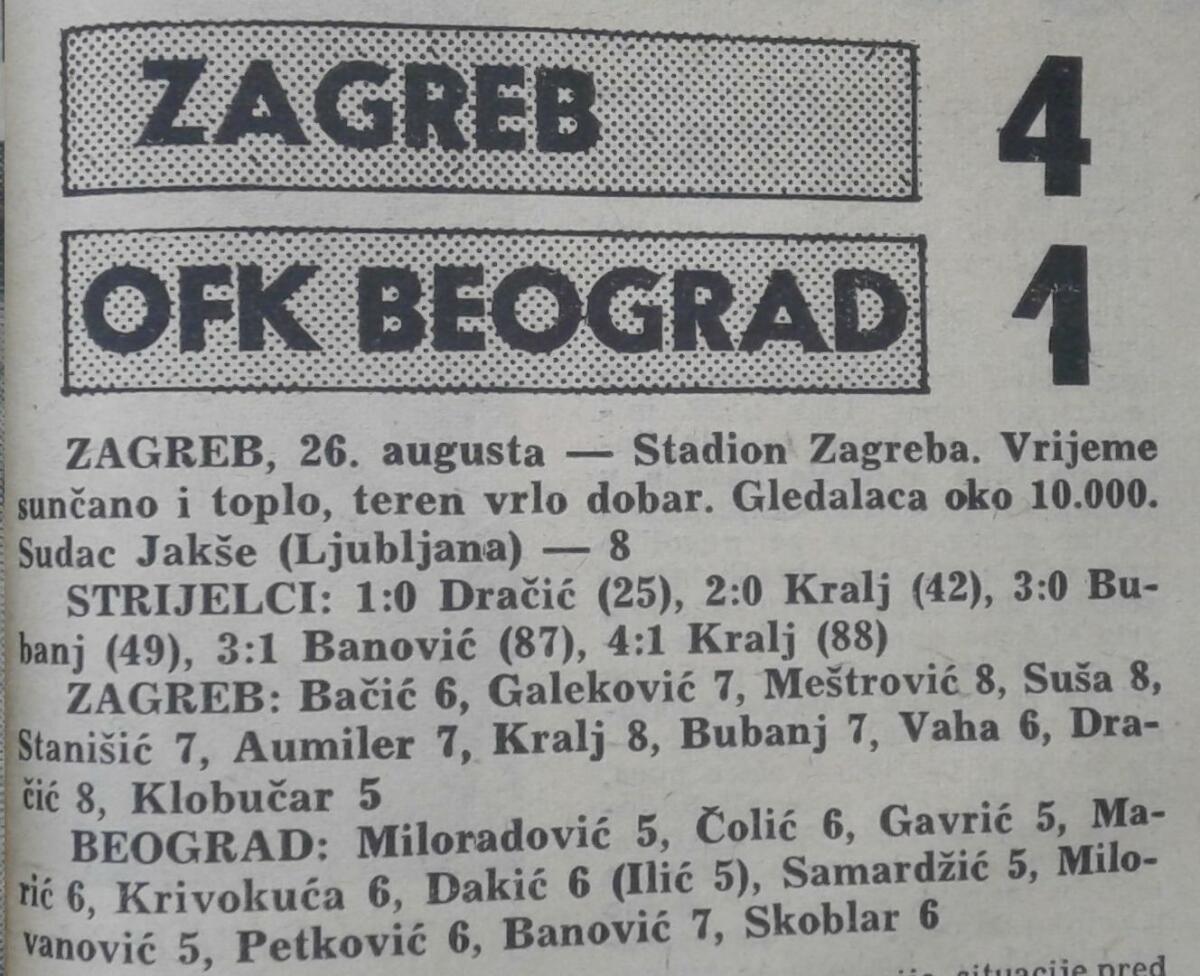 ZAGREB 4
OFK BEOGRAD 1
ZAGREB, 26. augusta — Stadion Zagreba. Vrijeme
sunčano i toplo, teren vrlo dobar. Gledalaca oko 10.000.
Sudac Jakše (Ljubljana) — 8
STRIJELCI: 1:0 Dračić (25), 2:0 Kralj (42), 3:0 Bu-
banj (49), 3:1 Banović (87), 4:1 Kralj (88)
ZAGREB: Bačić 6, Galeković 7, Meštrović 8, Suša 8,
Stanišić 7, Aumiler 7, Kralj 8, Bubanj 7, Vaha 6, Dra-
čić 8, Klobučar 5
BEOGRAD: Miloradović 5, Čolić 6, Gavrić 5, Ma-
rić 6, Krivokuća 6, Dakić 6 (Ilić 5), Samardžić 5, Milo-
vanović 5, Petković 6, Banović 7, Skoblar 6
situacije pred